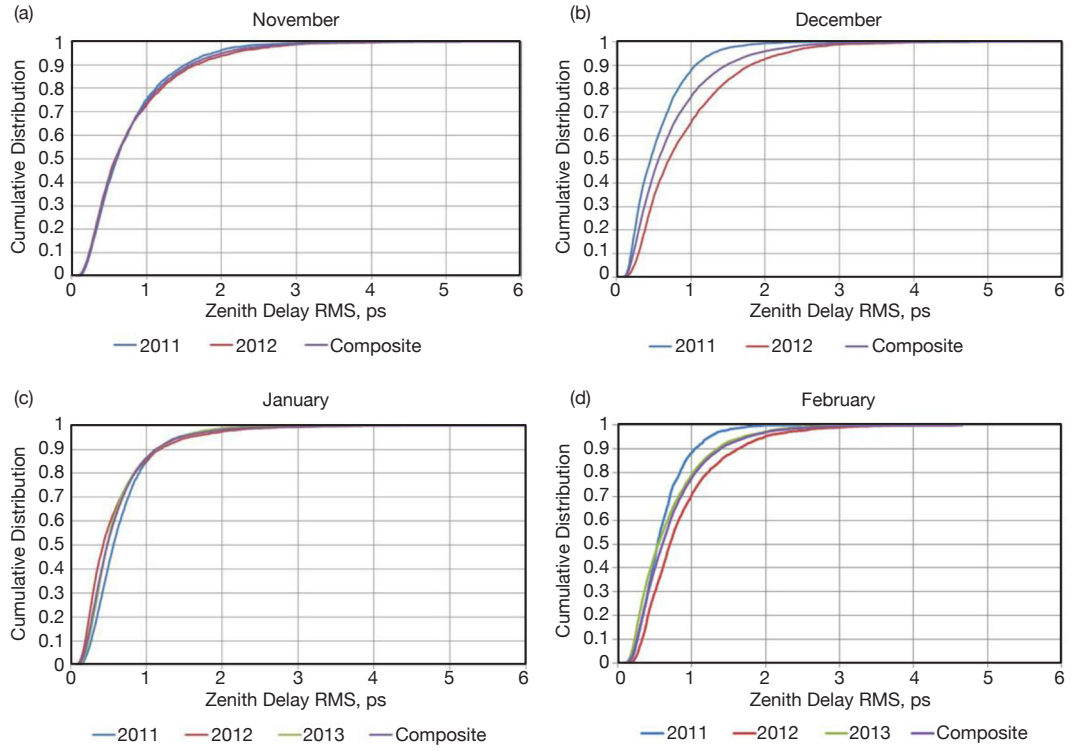 (a)
November
Cumulative Distribution
1
0.9
0.8
0.7
0.6
0.5
0.4
0.3
0.2
0.1
0
0 1 2 3 4 5 6
Zenith Delay RMS, ps
2011 2012 Composite
(b)
December
Cumulative Distribution
1
0.9
0.8
0.7
0.6
0.5
0.4
0.3
0.2
0.1
0
0 1 2 3 4 5 6
Zenith Delay RMS, ps
2011 2012 Composite
(c)
January
Cumulative Distribution
1
0.9
0.8
0.7
0.6
0.5
0.4
0.3
0.2
0.1
0
0 1 2 3 4 5 6
Zenith Delay RMS, ps
2011 2012 2013 Composite
(d)
February
Cumulative Distribution
1
0.9
0.8
0.7
0.6
0.5
0.4
0.3
0.2
0.1
0
0 1 2 3 4 5 6
Zenith Delay RMS, ps
2011 2012 2013 Composite